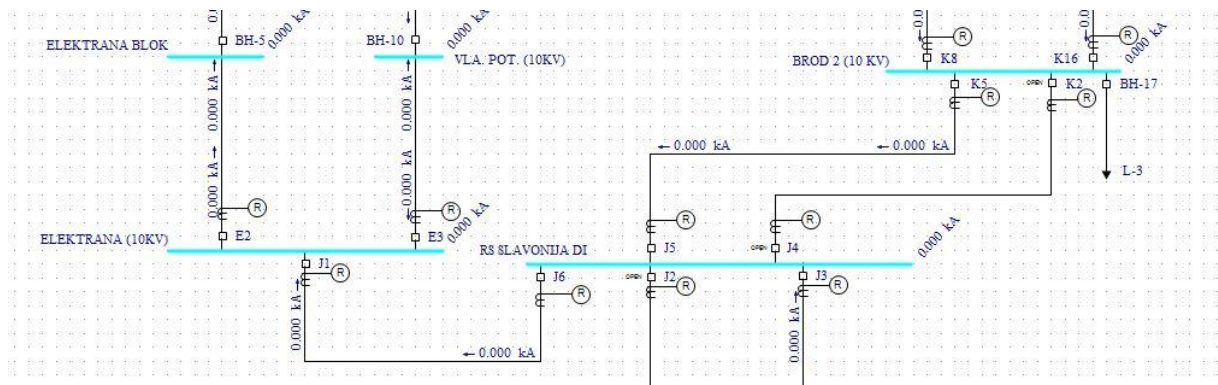 ELEKTRANA BLOK
BH-5
0.000 kA
BH-10
0.000 kA
VLA. POT. (10KV)
BROD 2 (10 KV)
R
K8
K16
R
0.000 kA
K5
R
OPEN
K2
R
BH-17
L-3
0.000 kA
0.000 kA
0.000 kA
0.000 kA
← 0.000 kA
← 0.000 kA
0.000 kA
R
R
ELEKTRANA (10KV)
E2
E3
0.000 kA
R
R
RS SLAVONIJA DI
J5
OPEN
J4
0.000 kA
J1
R
J6
R
OPEN
J2
R
J3
R
0.000 kA
0.000 kA
← 0.000 kA